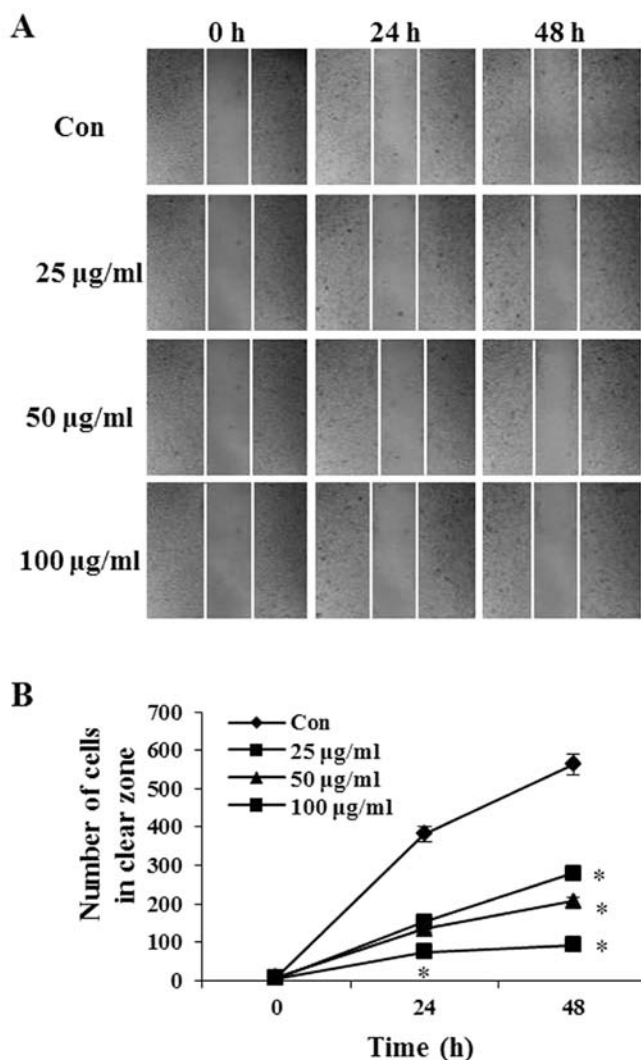 A
0 h 24 h 48 h
Con
25 µg/ml
50 µg/ml
100 µg/ml
B
Number of cells
in clear zone
700
600
500
400
300
200
100
0
Con
25 µg/ml
50 µg/ml
100 µg/ml
*
*
*
*
0 24 48
Time (h)